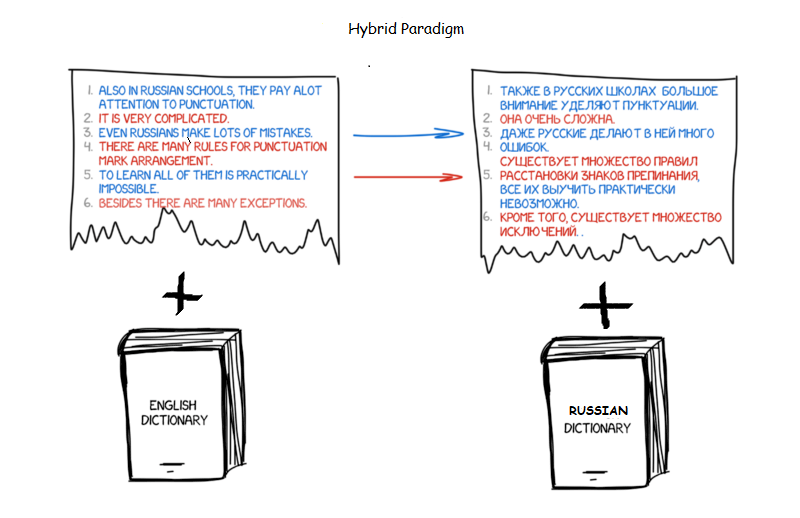 Hybrid Paradigm
1. ALSO IN RUSSIAN SCHOOLS, THEY PAY ALOT
ATTENTION TO PUNCTUATION.
2. IT IS VERY COMPLICATED.
3. EVEN RUSSIANS MAKE LOTS OF MISTAKES.
4. THERE ARE MANY RULES FOR PUNCTUATION
MARK ARRANGEMENT.
5. TO LEARN ALL OF THEM IS PRACTICALLY
IMPOSSIBLE.
6. BESIDES THERE ARE MANY EXCEPTIONS.
1. ТАКЖЕ В РУССКИХ ШКОЛАХ БОЛЬШОЕ
ВНИМАНИЕ УДЕЛЯЮТ ПУНКТУАЦИИ.
2. ОНА ОЧЕНЬ СЛОЖНА.
3. ДАЖЕ РУССКИЕ ДЕЛАЮТ В НЕЙ МНОГО
4. ОШИБОК.
СУЩЕСТВУЕТ МНОЖЕСТВО ПРАВИЛ
5. РАССТАНОВКИ ЗНАКОВ ПРЕПИНАНИЯ,
ВСЕ ИХ ВЫУЧИТЬ ПРАКТИЧЕСКИ
НЕВОЗМОЖНО.
6. КРОМЕ ТОГО, СУЩЕСТВУЕТ МНОЖЕСТВО
ИСКЛЮЧЕНИЙ. .
ENGLISH
DICTIONARY
RUSSIAN
DICTIONARY